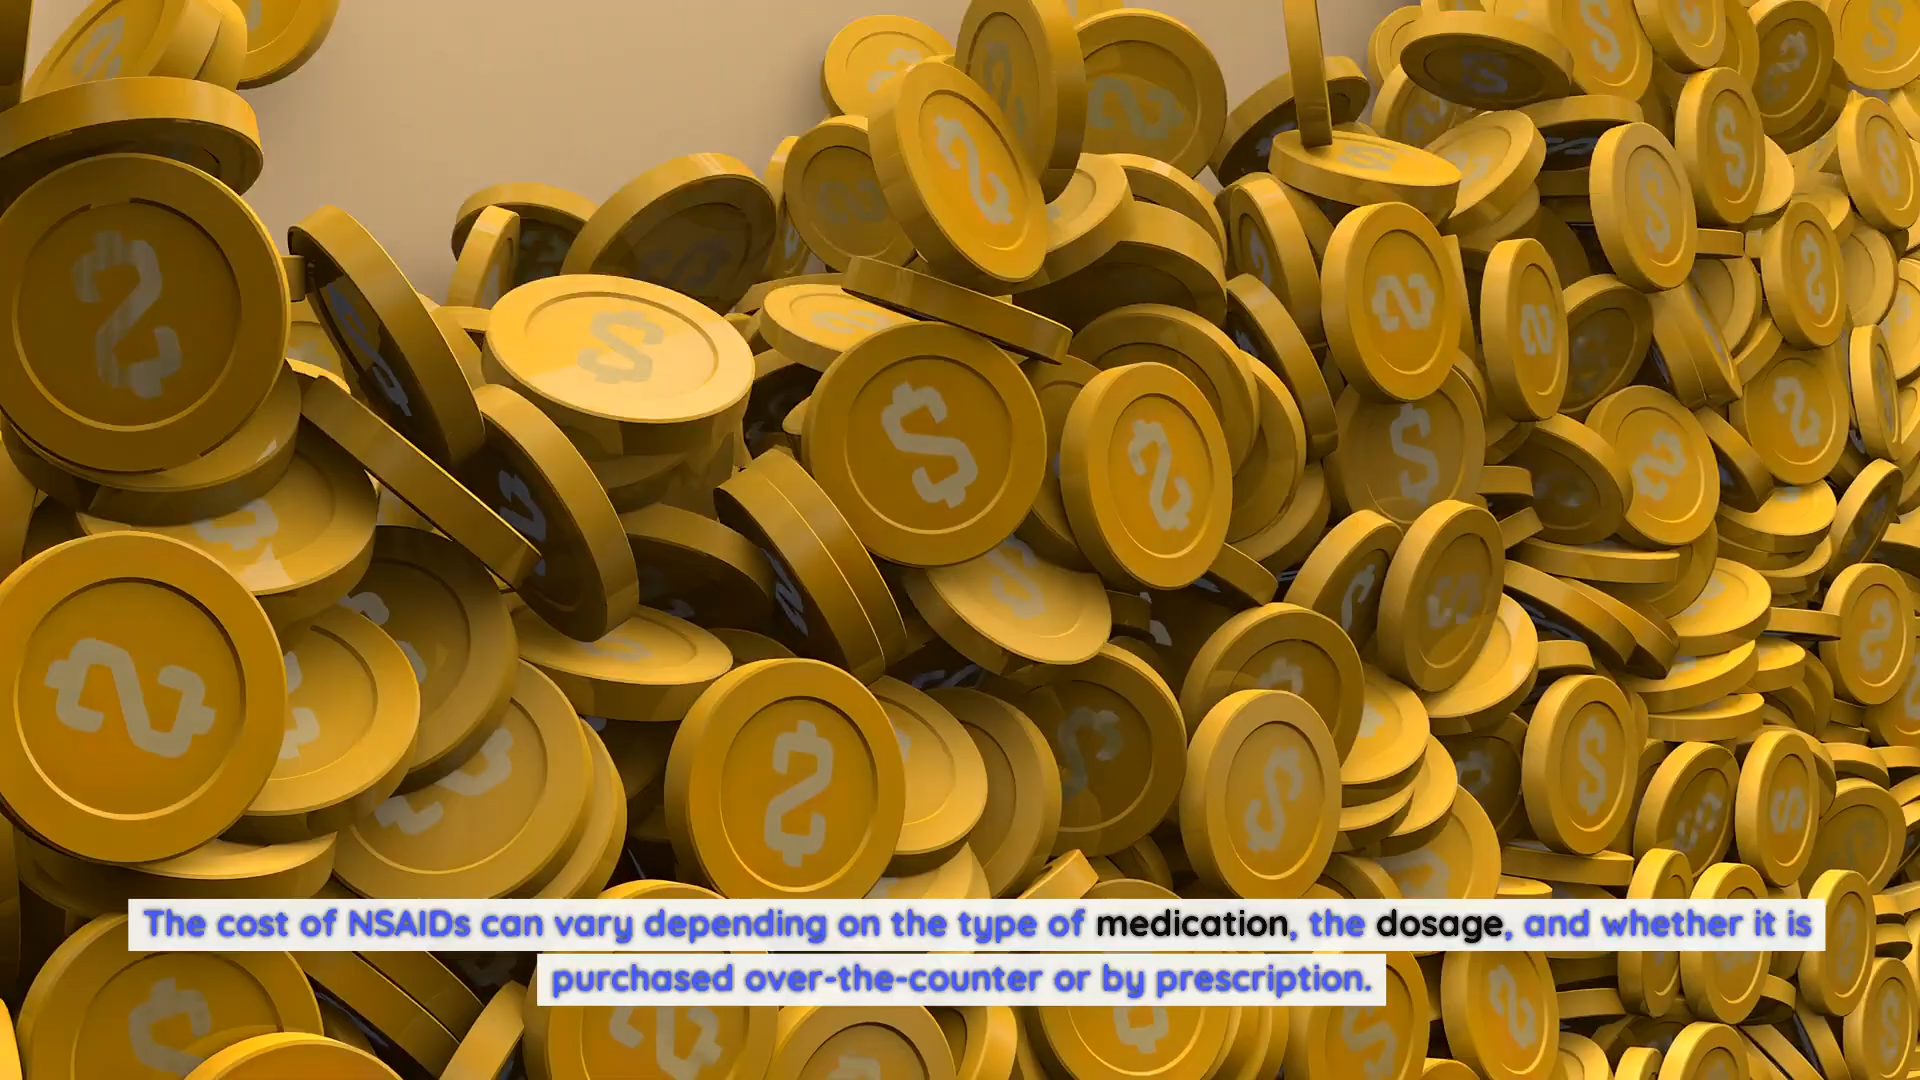 The cost of NSAIDs can vary depending on the type of medication, the dosage, and whether it is
purchased over-the-counter or by prescription.